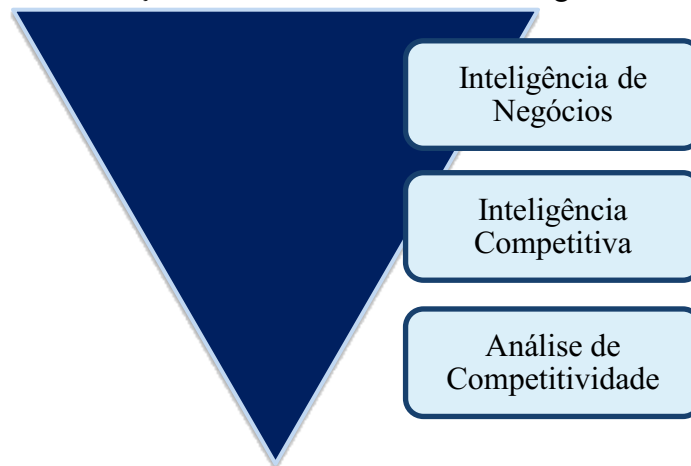 Inteligência de
Negócios
Inteligência
Competitiva
Análise de
Competitividade